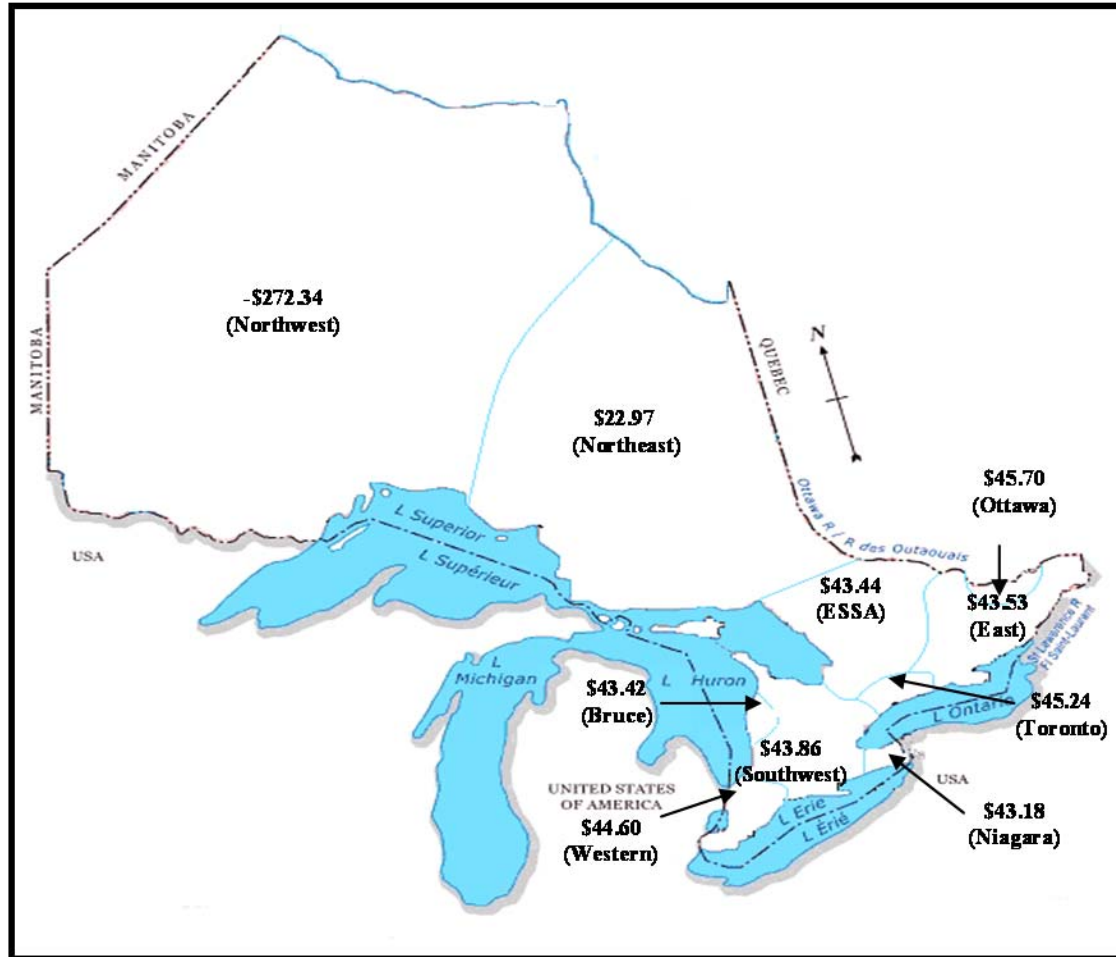 MANITOBA
MANITOBA
-$272.34
(Northwest)
N
QUEBEC
$22.97
(Northeast)
$45.70
(Ottawa)
Ottawa R / R des Outaouais
L Superior
L Supérieur
USA
$43.44
(ESSA)
$43.53
(East)
St Lawrence R
Fl Saint-Laurent
L
Michigan
L Huron
$43.42
(Bruce)
L Ontario
$45.24
(Toronto)
$43.86
(Southwest)
USA
UNITED STATES
OF AMERICA
$44.60
(Western)
L Erie
L Érié
$43.18
(Niagara)